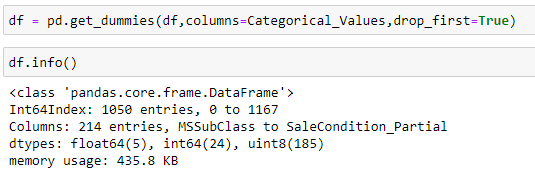 df = pd.get_dummies(df,columns=Categorical_Values,drop_first=True)
df.info()
<class 'pandas.core.frame.DataFrame'>
Int64Index: 1050 entries, 0 to 1167
Columns: 214 entries, MSSubClass to SaleCondition_Partial
dtypes: float64(5), int64(24), uint8(185)
memory usage: 435.8 KB